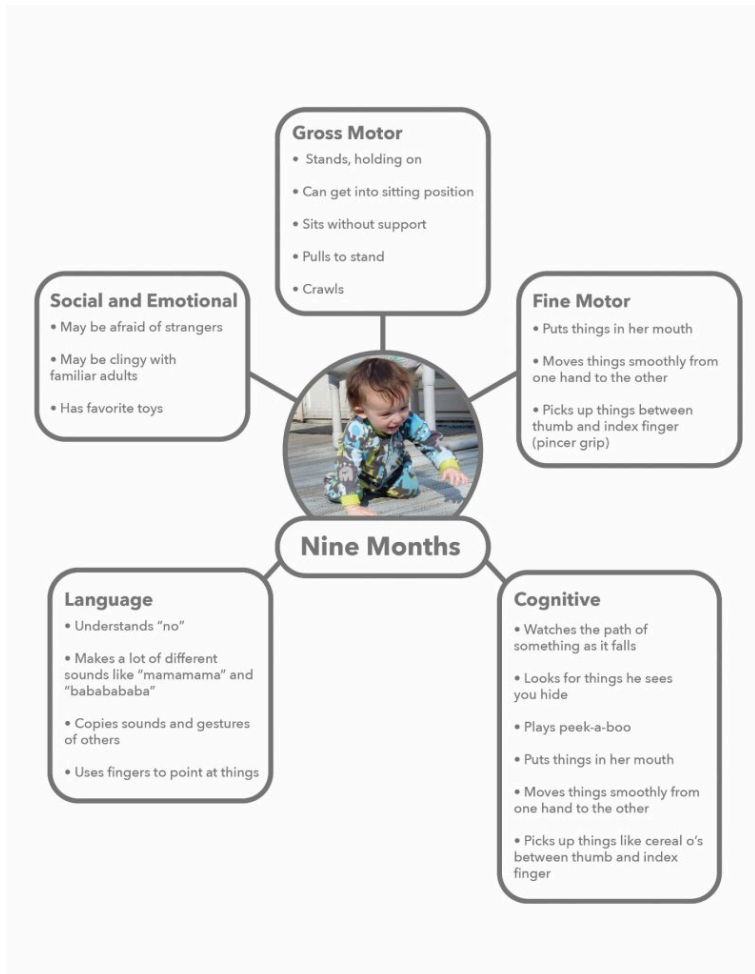 Gross Motor
• Stands, holding on
• Can get into sitting position
• Sits without support
• Pulls to stand
• Crawls
Social and Emotional
• May be afraid of strangers
• May be clingy with
familiar adults
• Has favorite toys
Fine Motor
• Puts things in her mouth
• Moves things smoothly from
one hand to the other
• Picks up things between
thumb and index finger
(pincer grip)
Nine Months
Language
• Understands “no”
• Makes a lot of different
sounds like “mamamama” and
“babababababa”
• Copies sounds and gestures
of others
• Uses fingers to point at things
Cognitive
• Watches the path of
something as it falls
• Looks for things he sees
you hide
• Plays peek-a-boo
• Puts things in her mouth
• Moves things smoothly from
one hand to the other
• Picks up things like cereal o’s
between thumb and index
finger